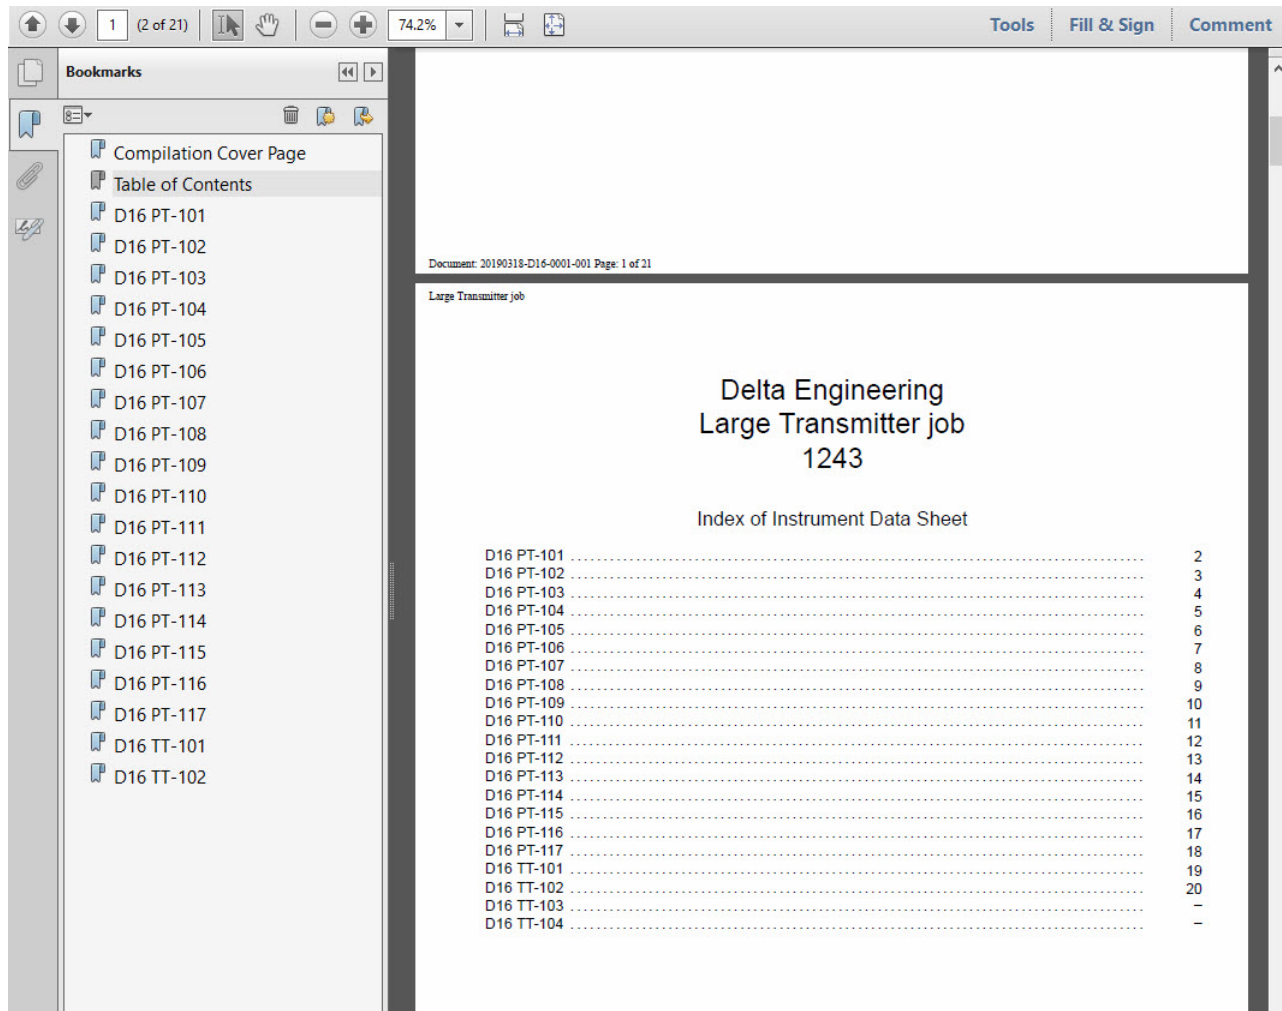 1 (2 of 21) 74.2% Tools Fill & Sign Comment
Bookmarks
Compilation Cover Page
Table of Contents
D16 PT-101
D16 PT-102
D16 PT-103
D16 PT-104
D16 PT-105
D16 PT-106
D16 PT-107
D16 PT-108
D16 PT-109
D16 PT-110
D16 PT-111
D16 PT-112
D16 PT-113
D16 PT-114
D16 PT-115
D16 PT-116
D16 PT-117
D16 TT-101
D16 TT-102
Document: 20190318-D16-0001-001 Page: 1 of 21
Large Transmitter job
Delta Engineering
Large Transmitter job
1243
Index of Instrument Data Sheet
D16 PT-101 2
D16 PT-102 3
D16 PT-103 4
D16 PT-104 5
D16 PT-105 6
D16 PT-106 7
D16 PT-107 8
D16 PT-108 9
D16 PT-109 10
D16 PT-110 11
D16 PT-111 12
D16 PT-112 13
D16 PT-113 14
D16 PT-114 15
D16 PT-115 16
D16 PT-116 17
D16 PT-117 18
D16 TT-101 19
D16 TT-102 20
D16 TT-103 –
D16 TT-104 –